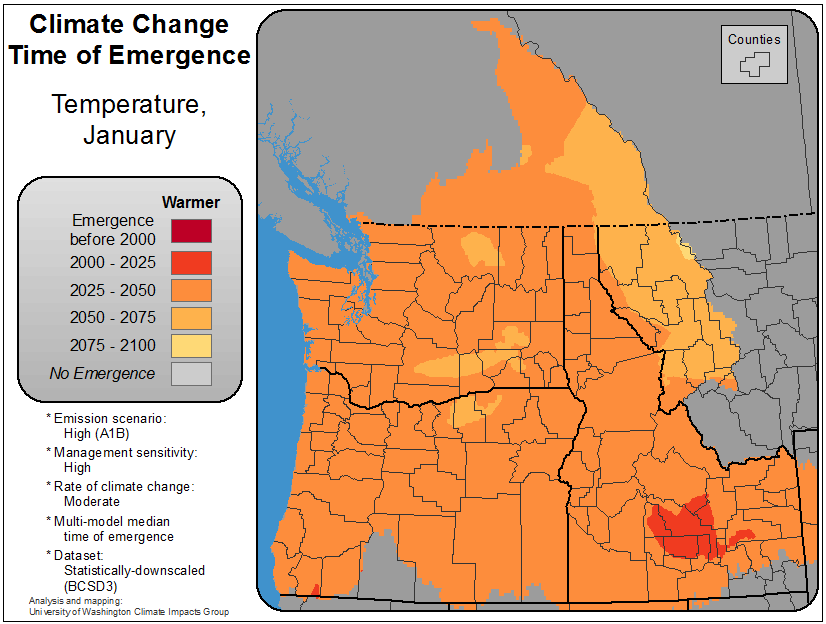 Climate Change
Time of Emergence
Temperature,
January
Warmer
Emergence
before 2000
2000 - 2025
2025 - 2050
2050 - 2075
2075 - 2100
No Emergence
* Emission scenario:
High (A1B)
* Management sensitivity:
High
* Rate of climate change:
Moderate
* Multi-model median
time of emergence
* Dataset:
Statistically-downscaled
(BCSD3)
Analysis and mapping:
University of Washington Climate Impacts Group
Counties